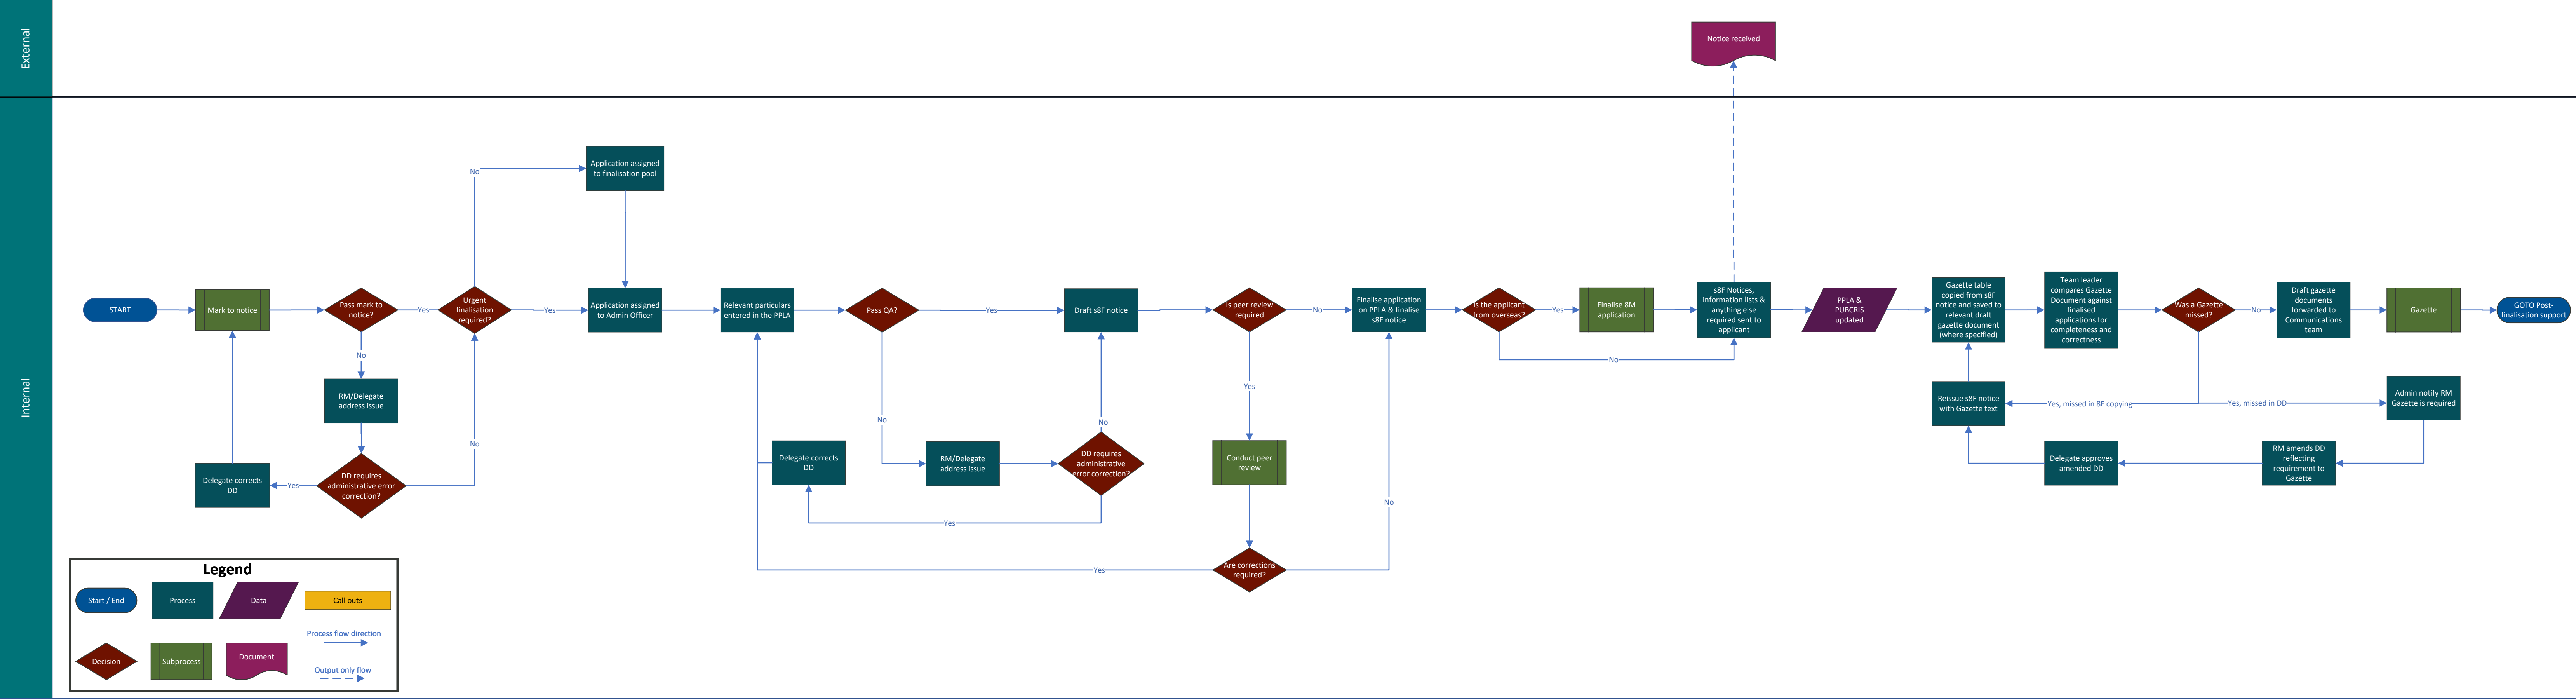 External
Notice received
Internal
Application assigned
to finalisation pool
No
START
Mark to notice
Pass mark to
notice?
Yes
Urgent
finalisation
required?
Yes
Application assigned
to Admin Officer
Relevant particulars
entered in the PPLA
Pass QA?
Yes
Draft s8F notice
Is peer review
required
No
Finalise application
on PPLA & finalise
s8F notice
Is the applicant
from overseas?
Yes
Finalise 8M
application
s8F Notices,
information lists &
anything else
required sent to
applicant
PPLA &
PUBCRIS
updated
Gazette table
copied from s8F
notice and saved to
relevant draft
gazette document
(where specified)
Team leader
compares Gazette
Document against
finalised
applications for
completeness and
correctness
Was a Gazette
missed?
No
Draft gazette
documents
forwarded to
Communications
team
Gazette
GOTO Post-
finalisation support
No
No
RM/Delegate
address issue
Yes
Reissue s8F notice
with Gazette text
Yes, missed in 8F copying
Yes, missed in DD
Admin notify RM
Gazette is required
No
No
No
Delegate corrects
DD
Yes
DD requires
administrative error
correction?
Delegate corrects
DD
RM/Delegate
address issue
DD requires
administrative
error correction?
Conduct peer
review
Delegate approves
amended DD
RM amends DD
reflecting
requirement to
Gazette
No
Yes
Yes
Are corrections
required?
Legend
Start / End
Process
Data
Call outs
Process flow direction
Decision
Subprocess
Document
Output only flow